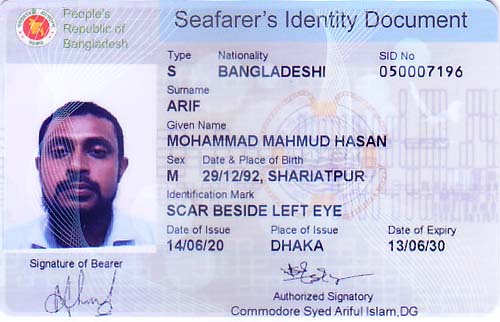 People's
Republic of
Bangladesh
Seafarer's Identity Document
Type Nationality SID No
S BANGLADESHI 050007196
Surname
ARIF
Given Name
MOHAMMAD MAHMUD HASAN
Sex Date & Place of Birth
M 29/12/92, SHARIATPUR
Identification Mark
SCAR BESIDE LEFT EYE
Date of Issue Place of Issue Date of Expiry
14/06/20 DHAKA 13/06/30
Signature of Bearer
Authorized Signatory
Commodore Syed Ariful Islam,DG